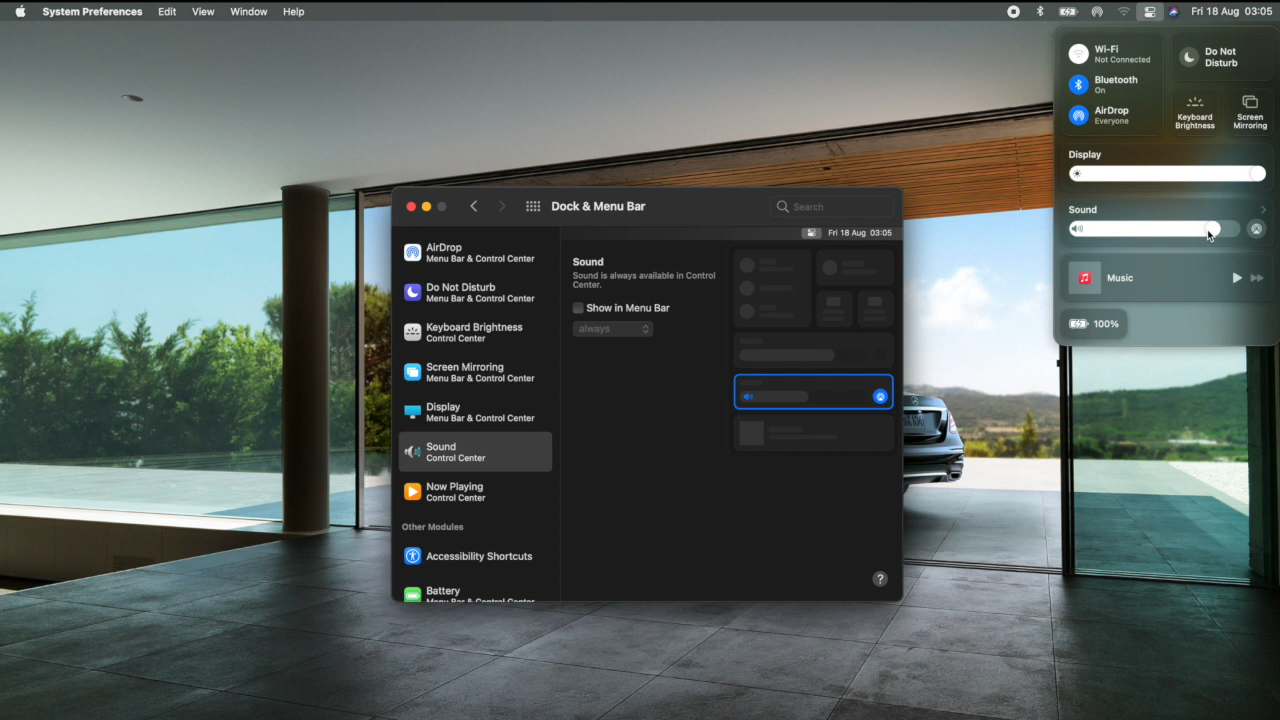 System Preferences Edit View Window Help
Fri 18 Aug 03:05
Wi-Fi
Not Connected
Bluetooth
On
AirDrop
Everyone
Do Not
Disturb
Keyboard
Brightness
Screen
Mirroring
Display
Sound
Music
100%
Dock & Menu Bar
Search
AirDrop
Menu Bar & Control Center
Do Not Disturb
Menu Bar & Control Center
Keyboard Brightness
Control Center
Screen Mirroring
Menu Bar & Control Center
Display
Menu Bar & Control Center
Sound
Control Center
Now Playing
Control Center
Other Modules
Accessibility Shortcuts
Battery
Menu Bar & Control Center
Fri 18 Aug 03:05
Sound
Sound is always available in Control
Center.
Show in Menu Bar
always
?